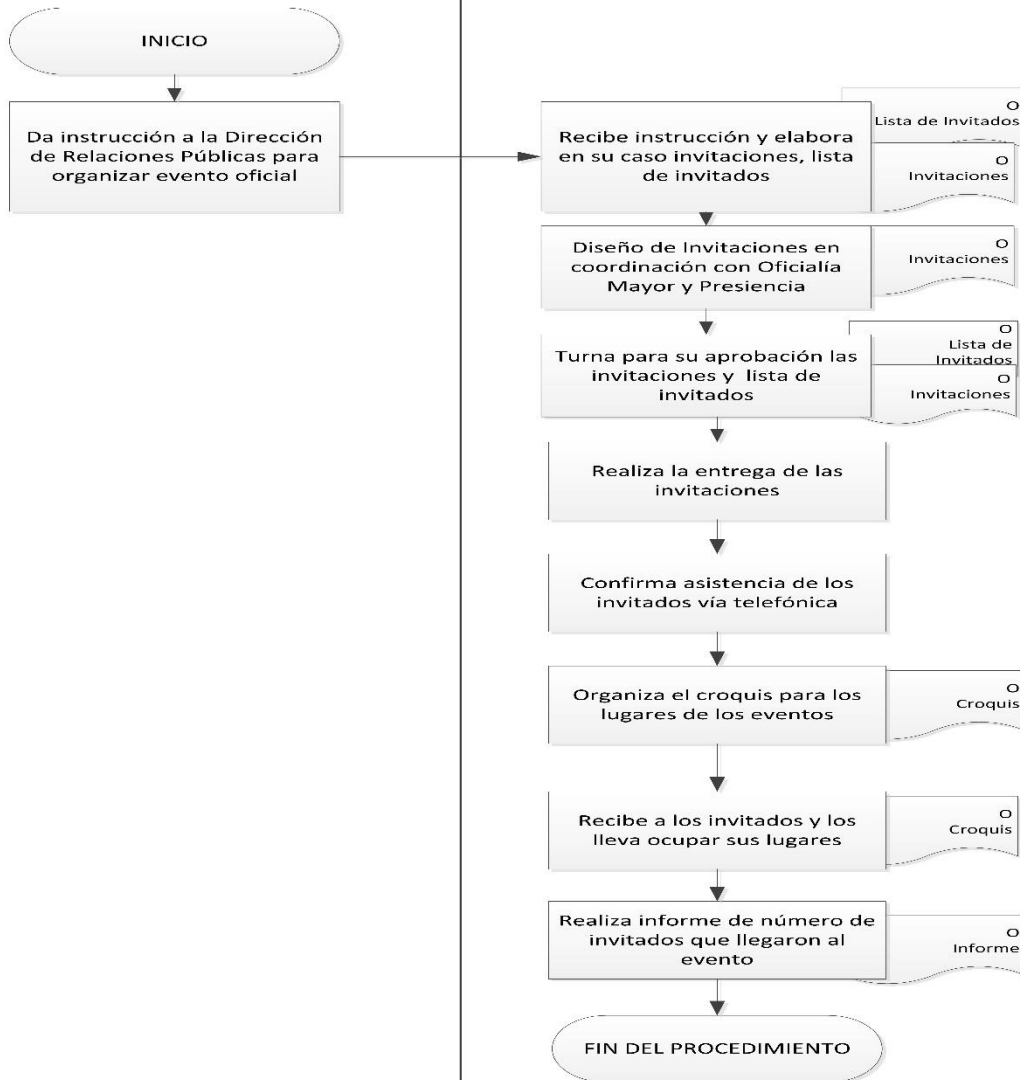 INICIO
Da instrucción a la Dirección
de Relaciones Públicas para
organizar evento oficial
Recibe instrucción y elabora
en su caso invitaciones, lista
de invitados
O
Lista de Invitados
O
Invitaciones
Diseño de Invitaciones en
coordinación con Oficialía
Mayor y Presiencia
O
Invitaciones
Turna para su aprobación las
invitaciones y lista de
invitados
O
Lista de
Invitados
O
Invitaciones
Realiza la entrega de las
invitaciones
Confirma asistencia de los
invitados vía telefónica
Organiza el croquis para los
lugares de los eventos
O
Croquis
Recibe a los invitados y los
lleva ocupar sus lugares
O
Croquis
Realiza informe de número de
invitados que llegaron al
evento
O
Informe
FIN DEL PROCEDIMIENTO